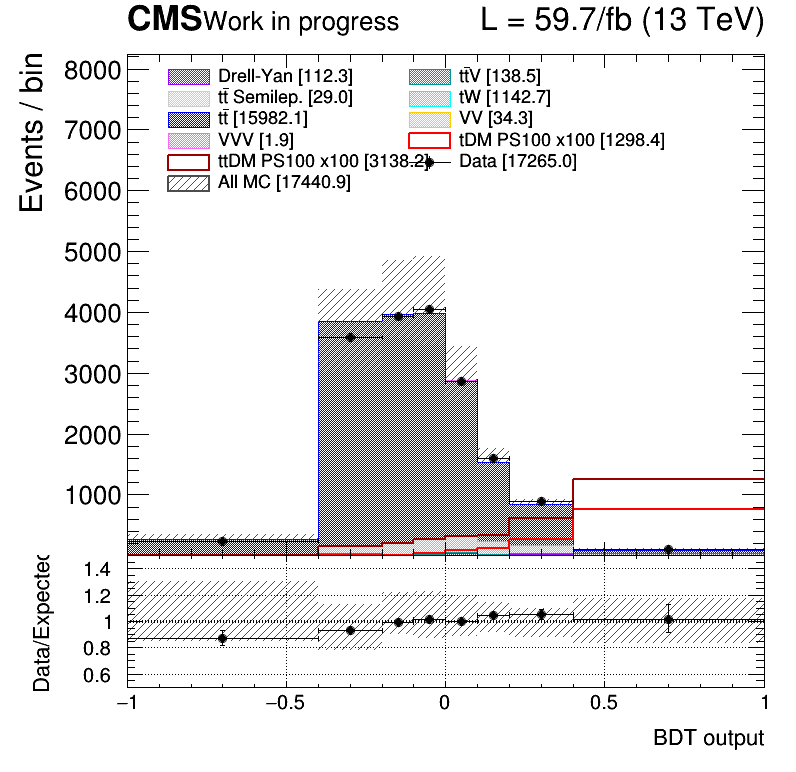 CMS Work in progress L = 59.7/fb (13 TeV)
Events / bin
8000
7000
6000
5000
4000
3000
2000
1000
Drell-Yan [112.3] tt̄V [138.5]
tt̄ Semilep. [29.0] tW [1142.7]
tt̄ [15982.1] VV [34.3]
VVV [1.9] tDM PS100 x100 [1298.4]
ttDM PS100 x100 [3138.2] Data [17265.0]
All MC [17440.9]
Data/Expected
1.4
1.2
1
0.8
0.6
−1 −0.5 0 0.5 1
BDT output